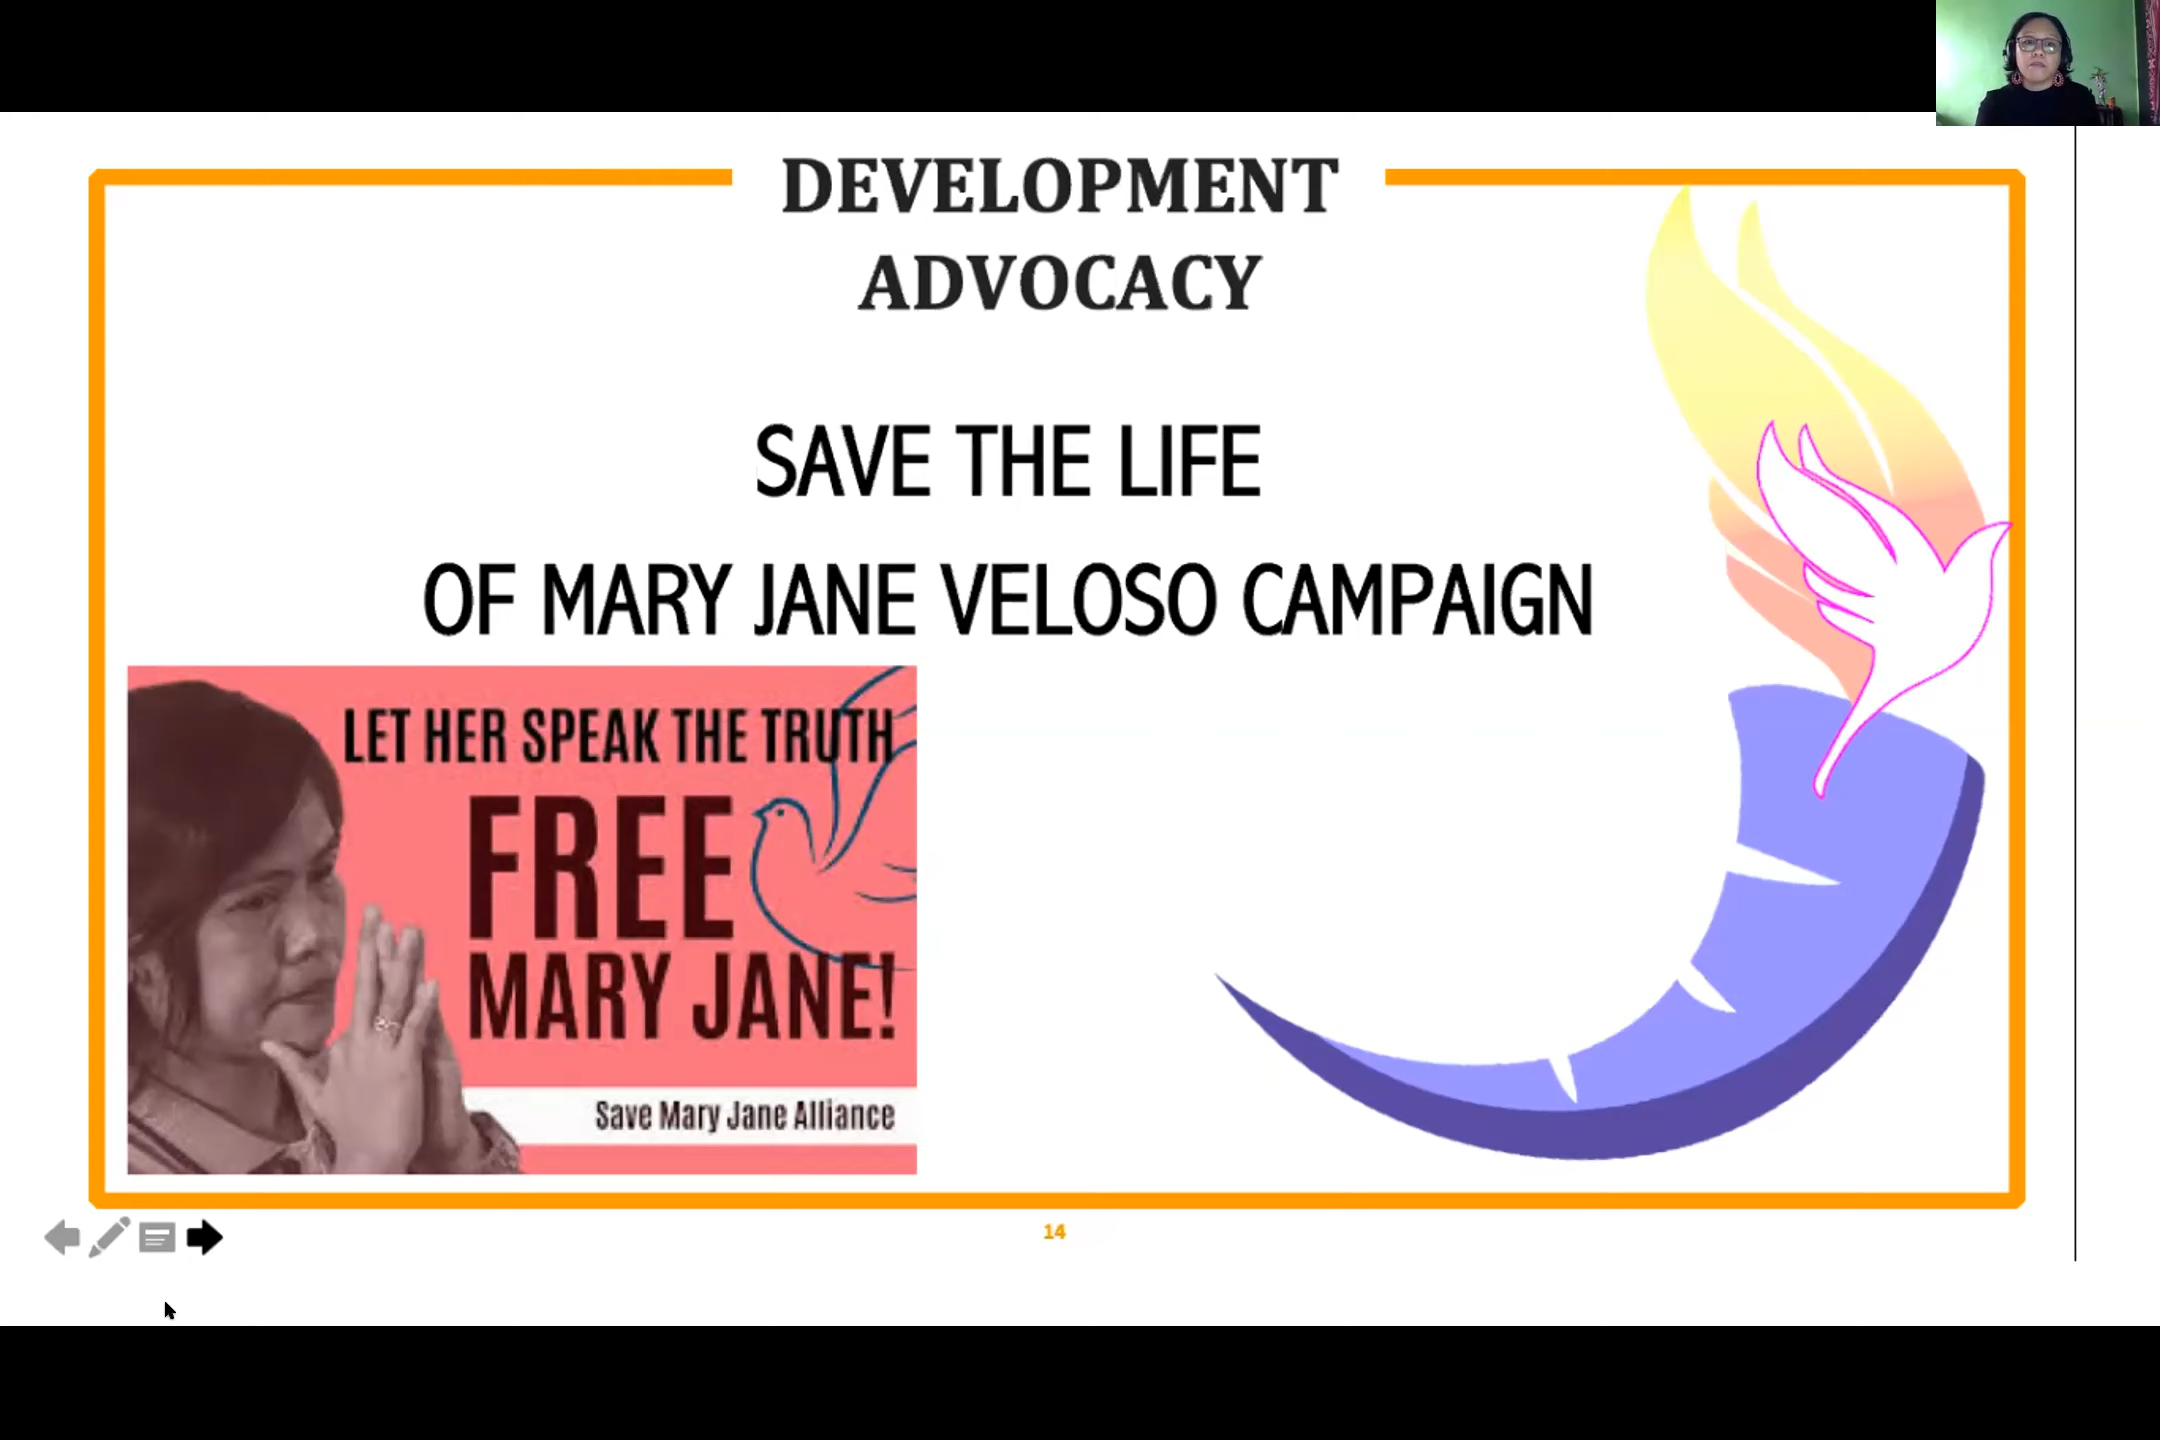 DEVELOPMENT
ADVOCACY
SAVE THE LIFE
OF MARY JANE VELOSO CAMPAIGN
LET HER SPEAK THE TRUTH
FREE
MARY JANE!
Save Mary Jane Alliance
14